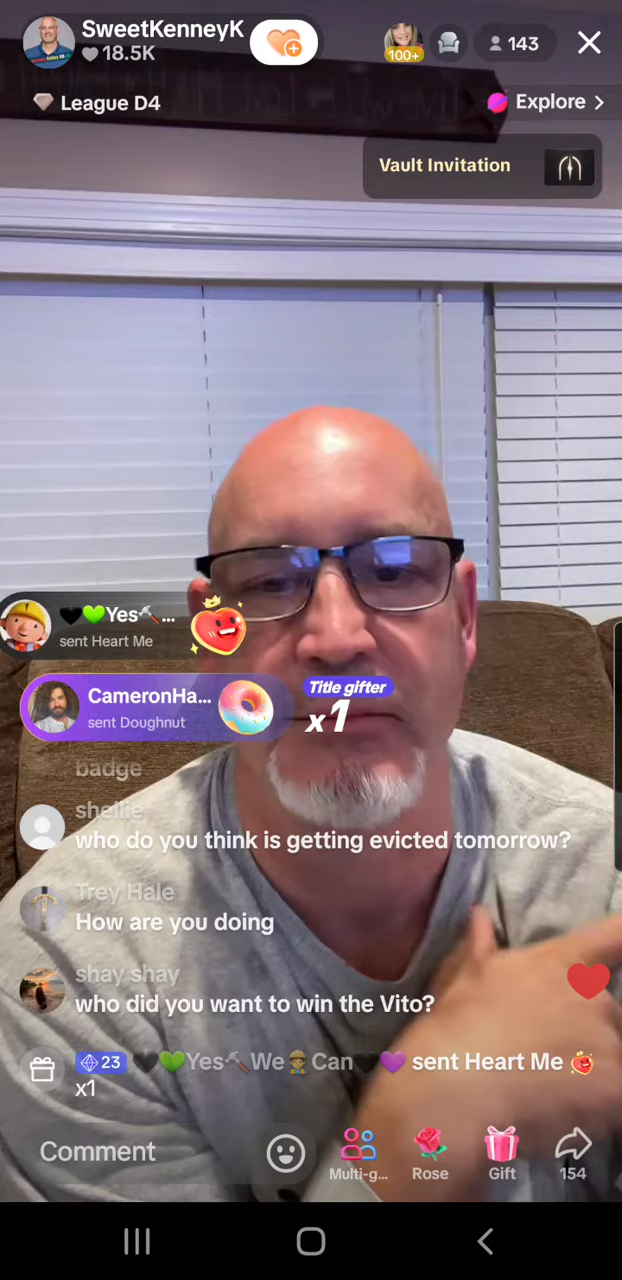 SweetKenneyK
18.5K
100+
143
League D4
Explore >
Vault Invitation
Yes...
sent Heart Me
CameronHa...
sent Doughnut
Title gifter
x1
badge
shellie
who do you think is getting evicted tomorrow?
Trey Hale
How are you doing
shay shay
who did you want to win the Vito?
23 🖤💚Yes🔨We👷Can🖤💜 sent Heart Me
x1
Comment
Multi-g...
Rose
Gift
154